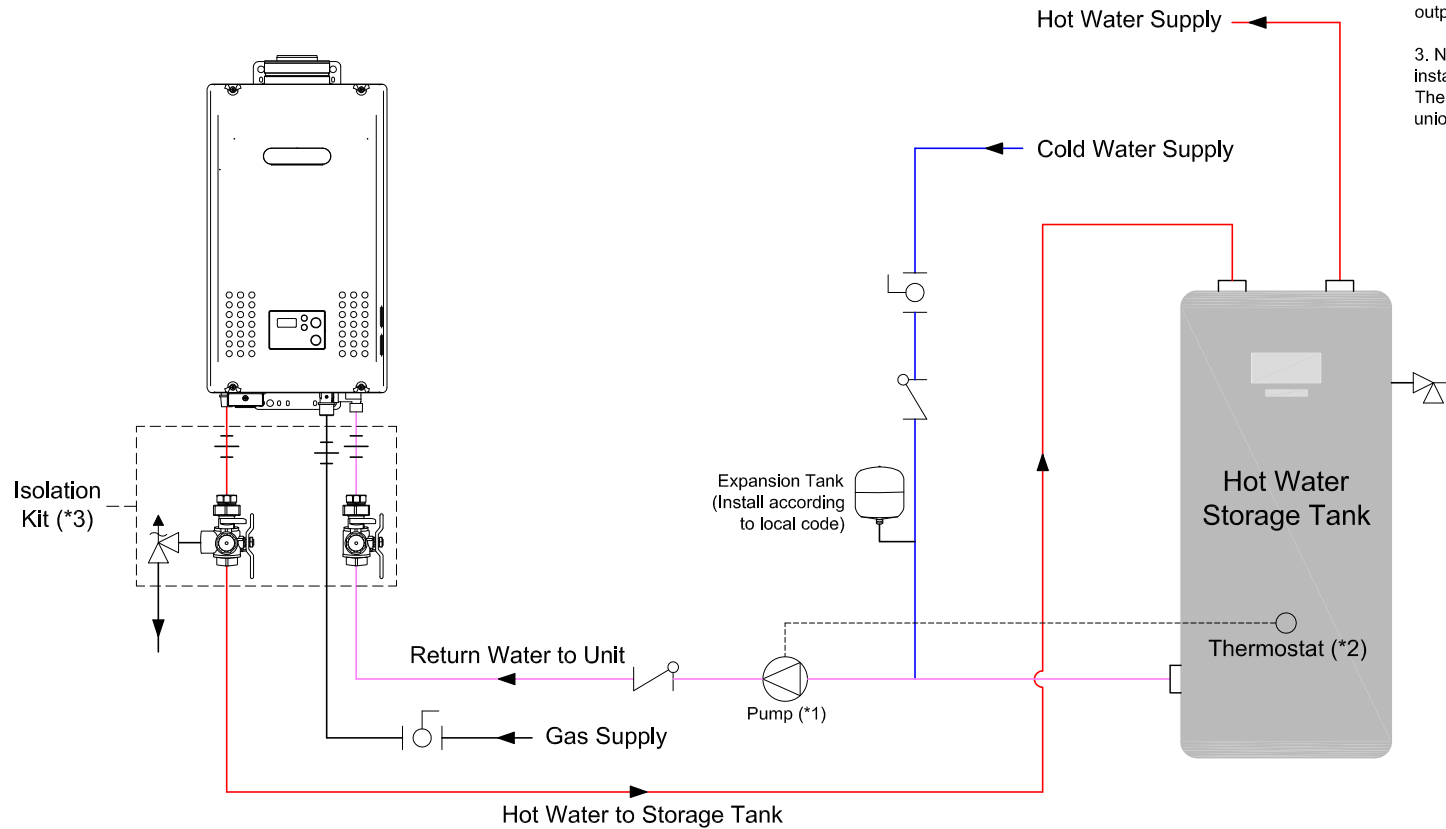 Hot Water Supply
3.
The
Cold Water Supply
Expansion Tank
(Install according
to local code)
Hot Water
Storage Tank
Isolation
Kit (*3)
Return Water to Unit
Thermostat (*2)
Pump (*1)
Gas Supply
Hot Water to Storage Tank